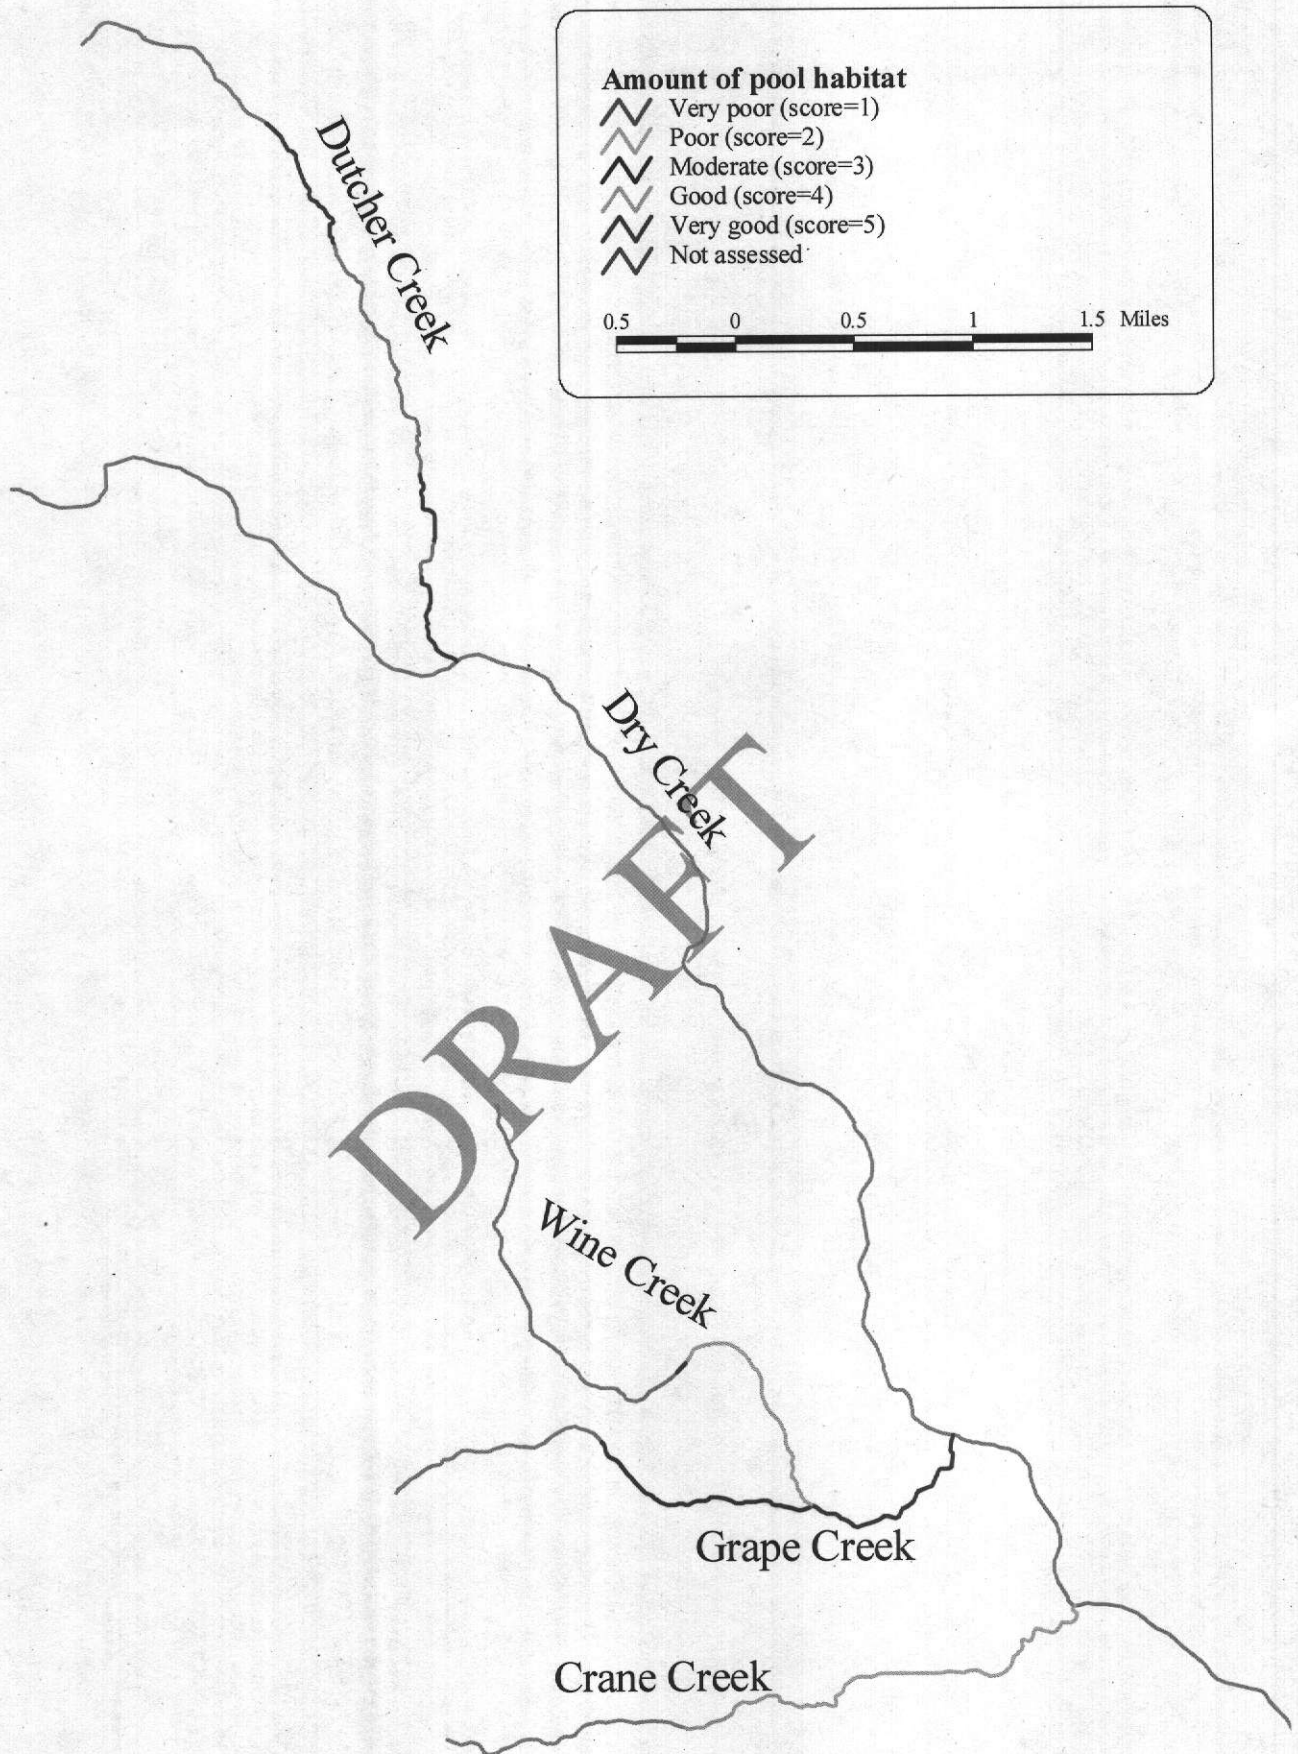 Amount of pool habitat
Very poor (score=1)
Poor (score=2)
Moderate (score=3)
Good (score=4)
Very good (score=5)
Not assessed
0.5 0 0.5 1 1.5 Miles
Dutcher Creek
Dry Creek
DRAFT
Wine Creek
Grape Creek
Crane Creek